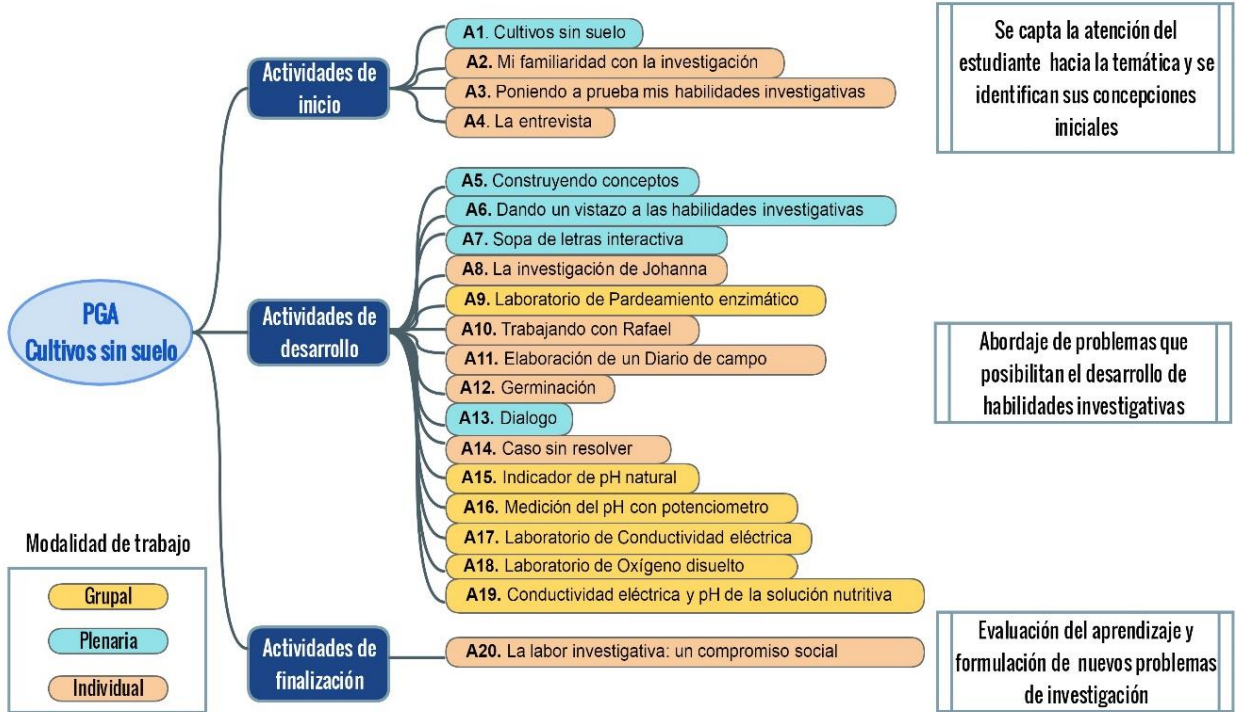 PGA
Cultivos sin suelo
Actividades de
inicio
A1. Cultivos sin suelo
A2. Mi familiaridad con la investigación
A3. Poniendo a prueba mis habilidades investigativas
A4. La entrevista
Se capta la atención del
estudiante hacia la temática y se
identifican sus concepciones
iniciales
Actividades de
desarrollo
A5. Construyendo conceptos
A6. Dando un vistazo a las habilidades investigativas
A7. Sopa de letras interactiva
A8. La investigación de Johanna
A9. Laboratorio de Pardeamiento enzimático
A10. Trabajando con Rafael
A11. Elaboración de un Diario de campo
A12. Germinación
A13. Dialogo
A14. Caso sin resolver
A15. Indicador de pH natural
A16. Medición del pH con potenciometro
A17. Laboratorio de Conductividad eléctrica
A18. Laboratorio de Oxígeno disuelto
A19. Conductividad eléctrica y pH de la solución nutritiva
Abordaje de problemas que
posibilitan el desarrollo de
habilidades investigativas
Actividades de
finalización
A20. La labor investigativa: un compromiso social
Evaluación del aprendizaje y
formulación de nuevos problemas
de investigación
Modalidad de trabajo
Grupal
Plenaria
Individual